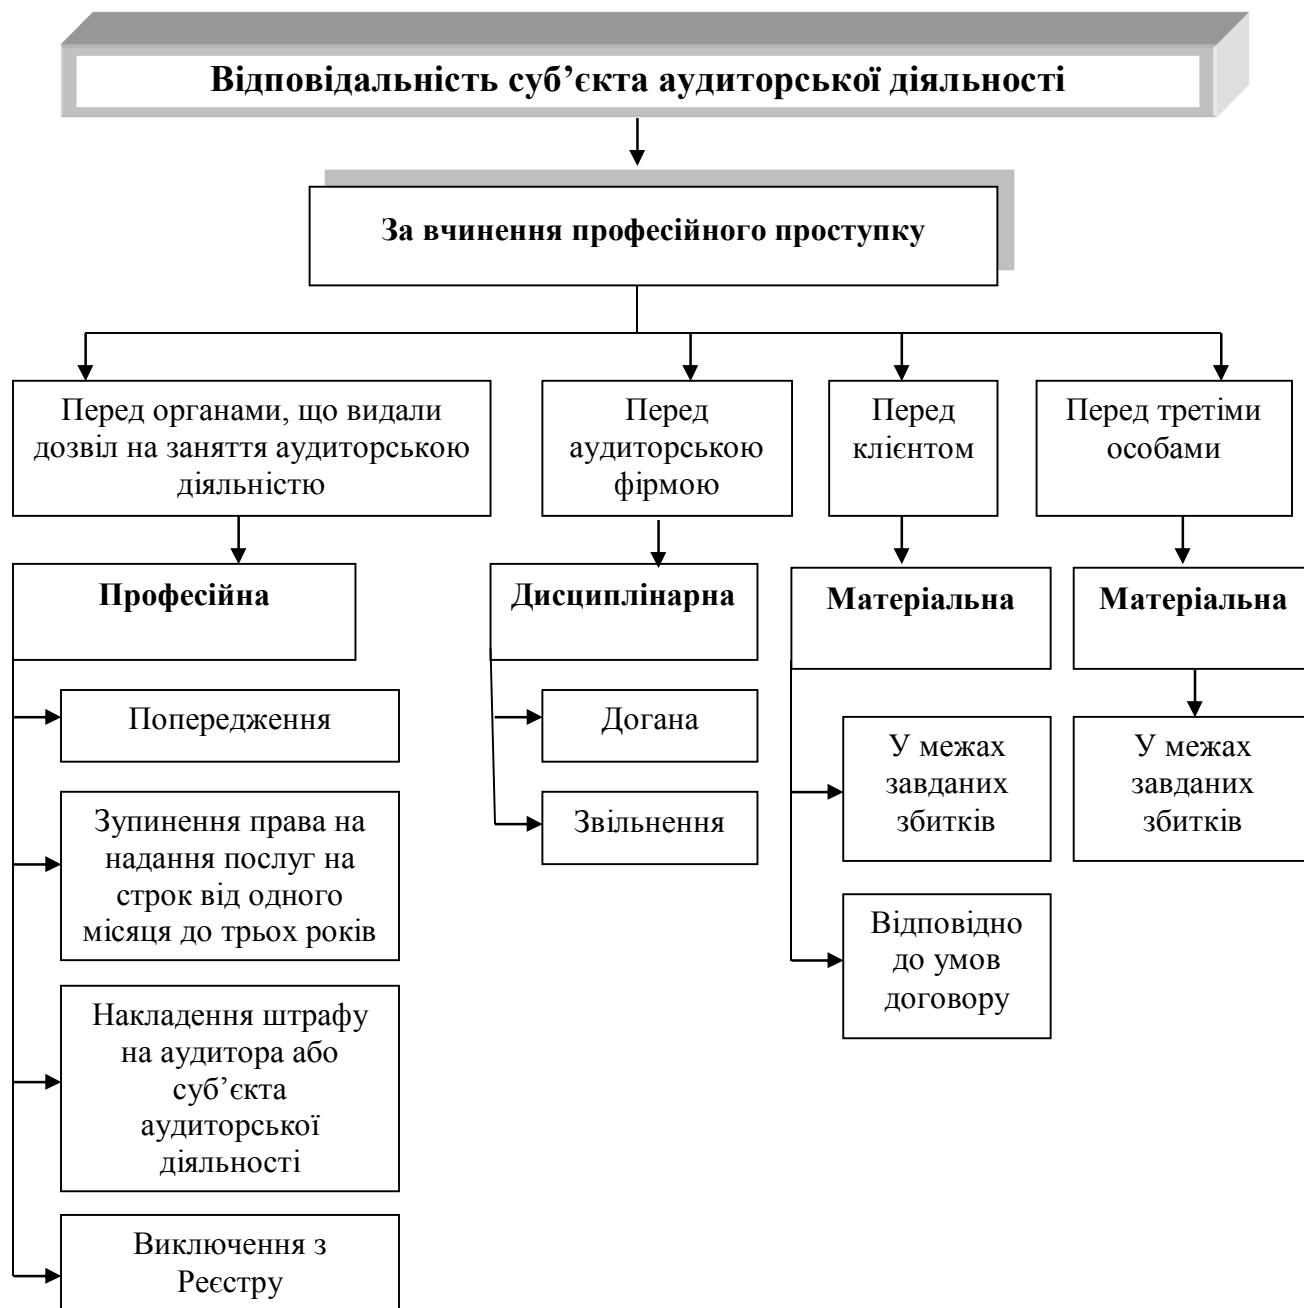 Відповідальність суб’єкта аудиторської діяльності
За вчинення професійного проступку
Перед органами, що видали
дозвіл на заняття аудиторською
діяльністю
Перед
аудиторською
фірмою
Перед
клієнтом
Перед третіми
особами
Професійна
Дисциплінарна
Матеріальна
Матеріальна
Попередження
Зупинення права на
надання послуг на
строк від одного
місяця до трьох років
Накладення штрафу
на аудитора або
суб’єкта
аудиторської
діяльності
Виключення з
Реєстру
Догана
Звільнення
У межах
завданих
збитків
Відповідно
до умов
договору
У межах
завданих
збитків